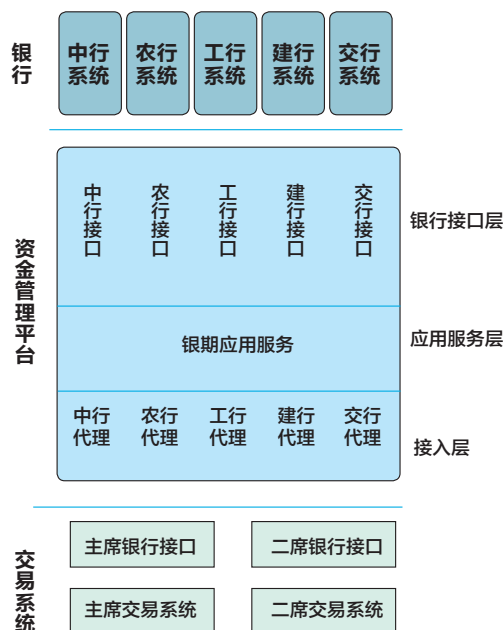 银行
中行系统
农行系统
工行系统
建行系统
交行系统
资金管理平台
中行接口
农行接口
工行接口
建行接口
交行接口
银行接口层
银期应用服务
应用服务层
中行代理
农行代理
工行代理
建行代理
交行代理
接入层
交易系统
主席银行接口
二席银行接口
主席交易系统
二席交易系统